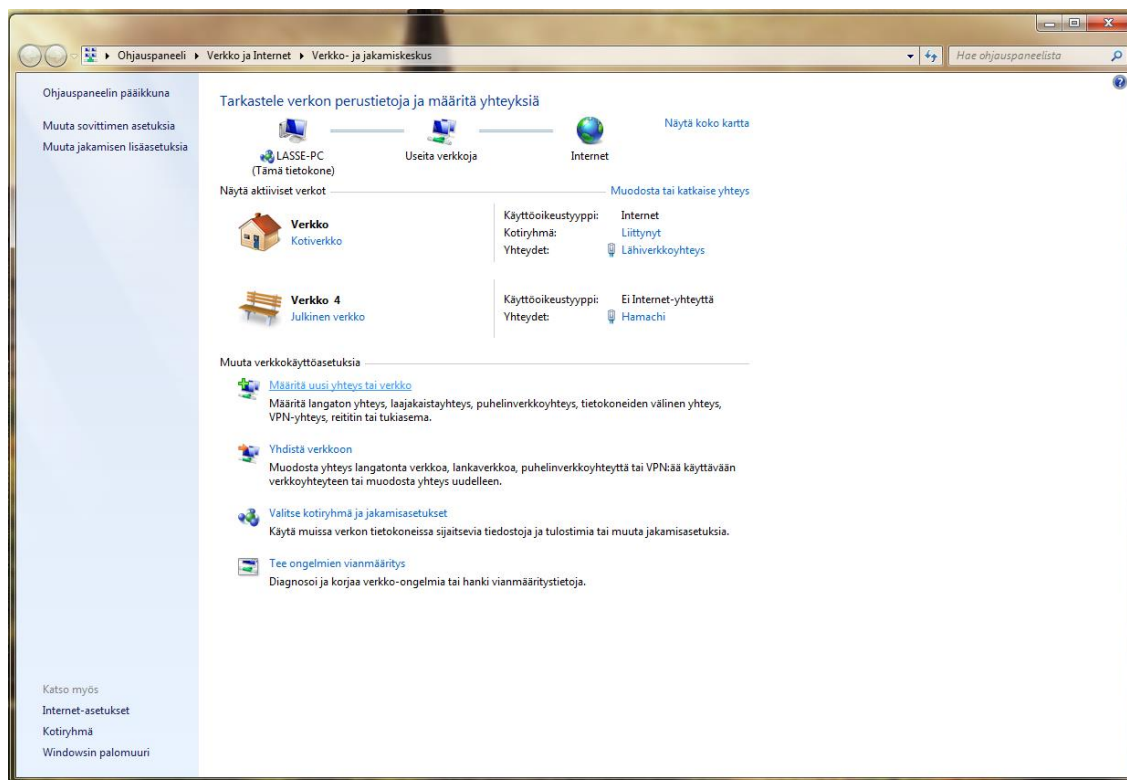 Ohjauspaneeli ▸ Verkko ja Internet ▸ Verkko- ja jakamiskeskus
Hae ohjauspaneelista
Ohjauspaneelin pääikkuna
Muuta sovittimen asetuksia
Muuta jakamisen lisäasetuksia
Tarkastele verkon perustietoja ja määritä yhteyksiä
Näytä koko kartta
LASSE-PC
(Tämä tietokone)
Useita verkkoja
Internet
Näytä aktiiviset verkot
Muodosta tai katkaise yhteys
Verkko
Kotiverkko
Käyttöoikeustyyppi: Internet
Kotiryhmä: Liittynyt
Yhteydet: Lähiverkkoyhteys
Verkko 4
Julkinen verkko
Käyttöoikeustyyppi: Ei Internet-yhteyttä
Yhteydet: Hamachi
Muuta verkkokäyttöasetuksia
Määritä uusi yhteys tai verkko
Määritä langaton yhteys, laajakaistayhteys, puhelinverkkoyhteys, tietokoneiden välinen yhteys,
VPN-yhteys, reititin tai tukiasema.
Yhdistä verkkoon
Muodosta yhteys langatonta verkkoa, lankaverkkoa, puhelinverkkoyhteyttä tai VPN:ää käyttävään
verkkoyhteyteen tai muodosta yhteys uudelleen.
Valitse kotiryhmä ja jakamisasetukset
Käytä muissa verkon tietokoneissa sijaitsevia tiedostoja ja tulostimia tai muuta jakamisasetuksia.
Tee ongelmien vianmääritys
Diagnosoi ja korjaa verkko-ongelmia tai hanki vianmääritystietoja.
Katso myös
Internet-asetukset
Kotiryhmä
Windowsin palomuuri